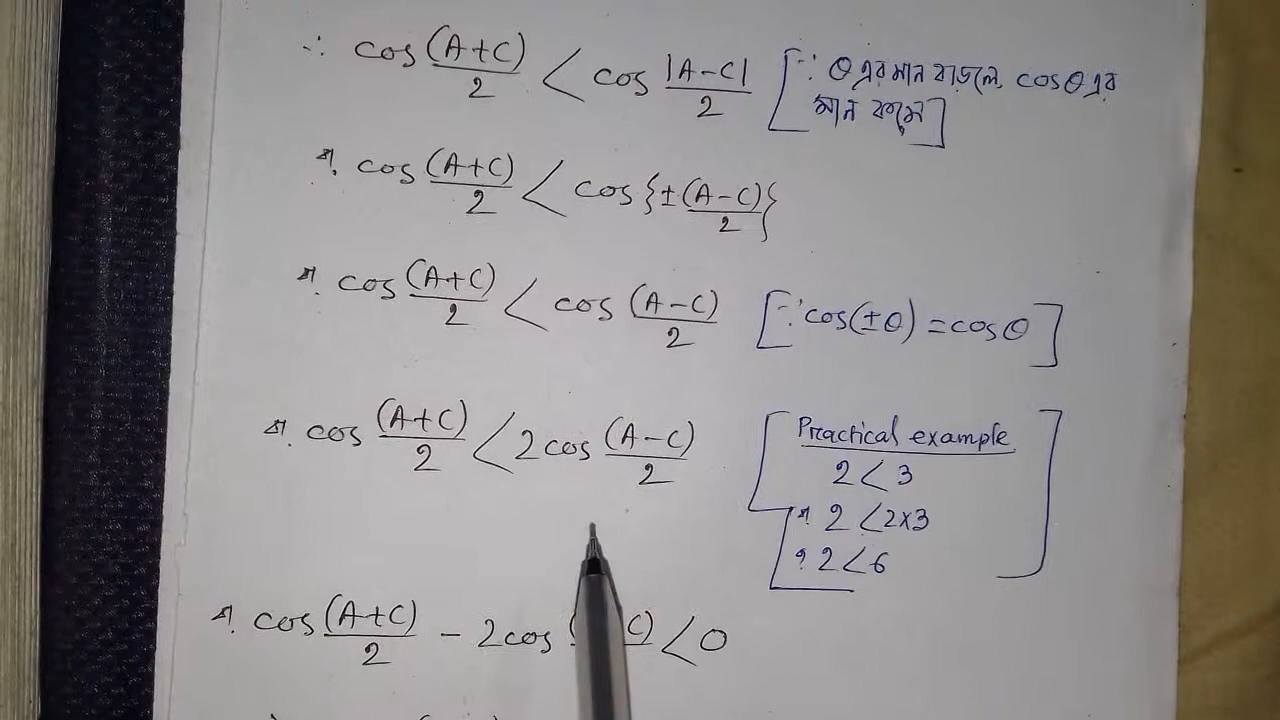 ∴ cos (A+C)/2 < cos |A-C|/2 [∵ θ এর মান বাড়লে, cosθ এর
মান কমে]
বা, cos (A+C)/2 < cos{±(A-C)/2}
বা, cos (A+C)/2 < cos (A-C)/2 [∵ cos(±θ) = cosθ]
বা, cos (A+C)/2 < 2cos (A-C)/2
[Practical example
2 < 3
বা, 2 < 2×3
বা, 2 < 6]
বা, cos (A+C)/2 - 2cos C)/2 < 0